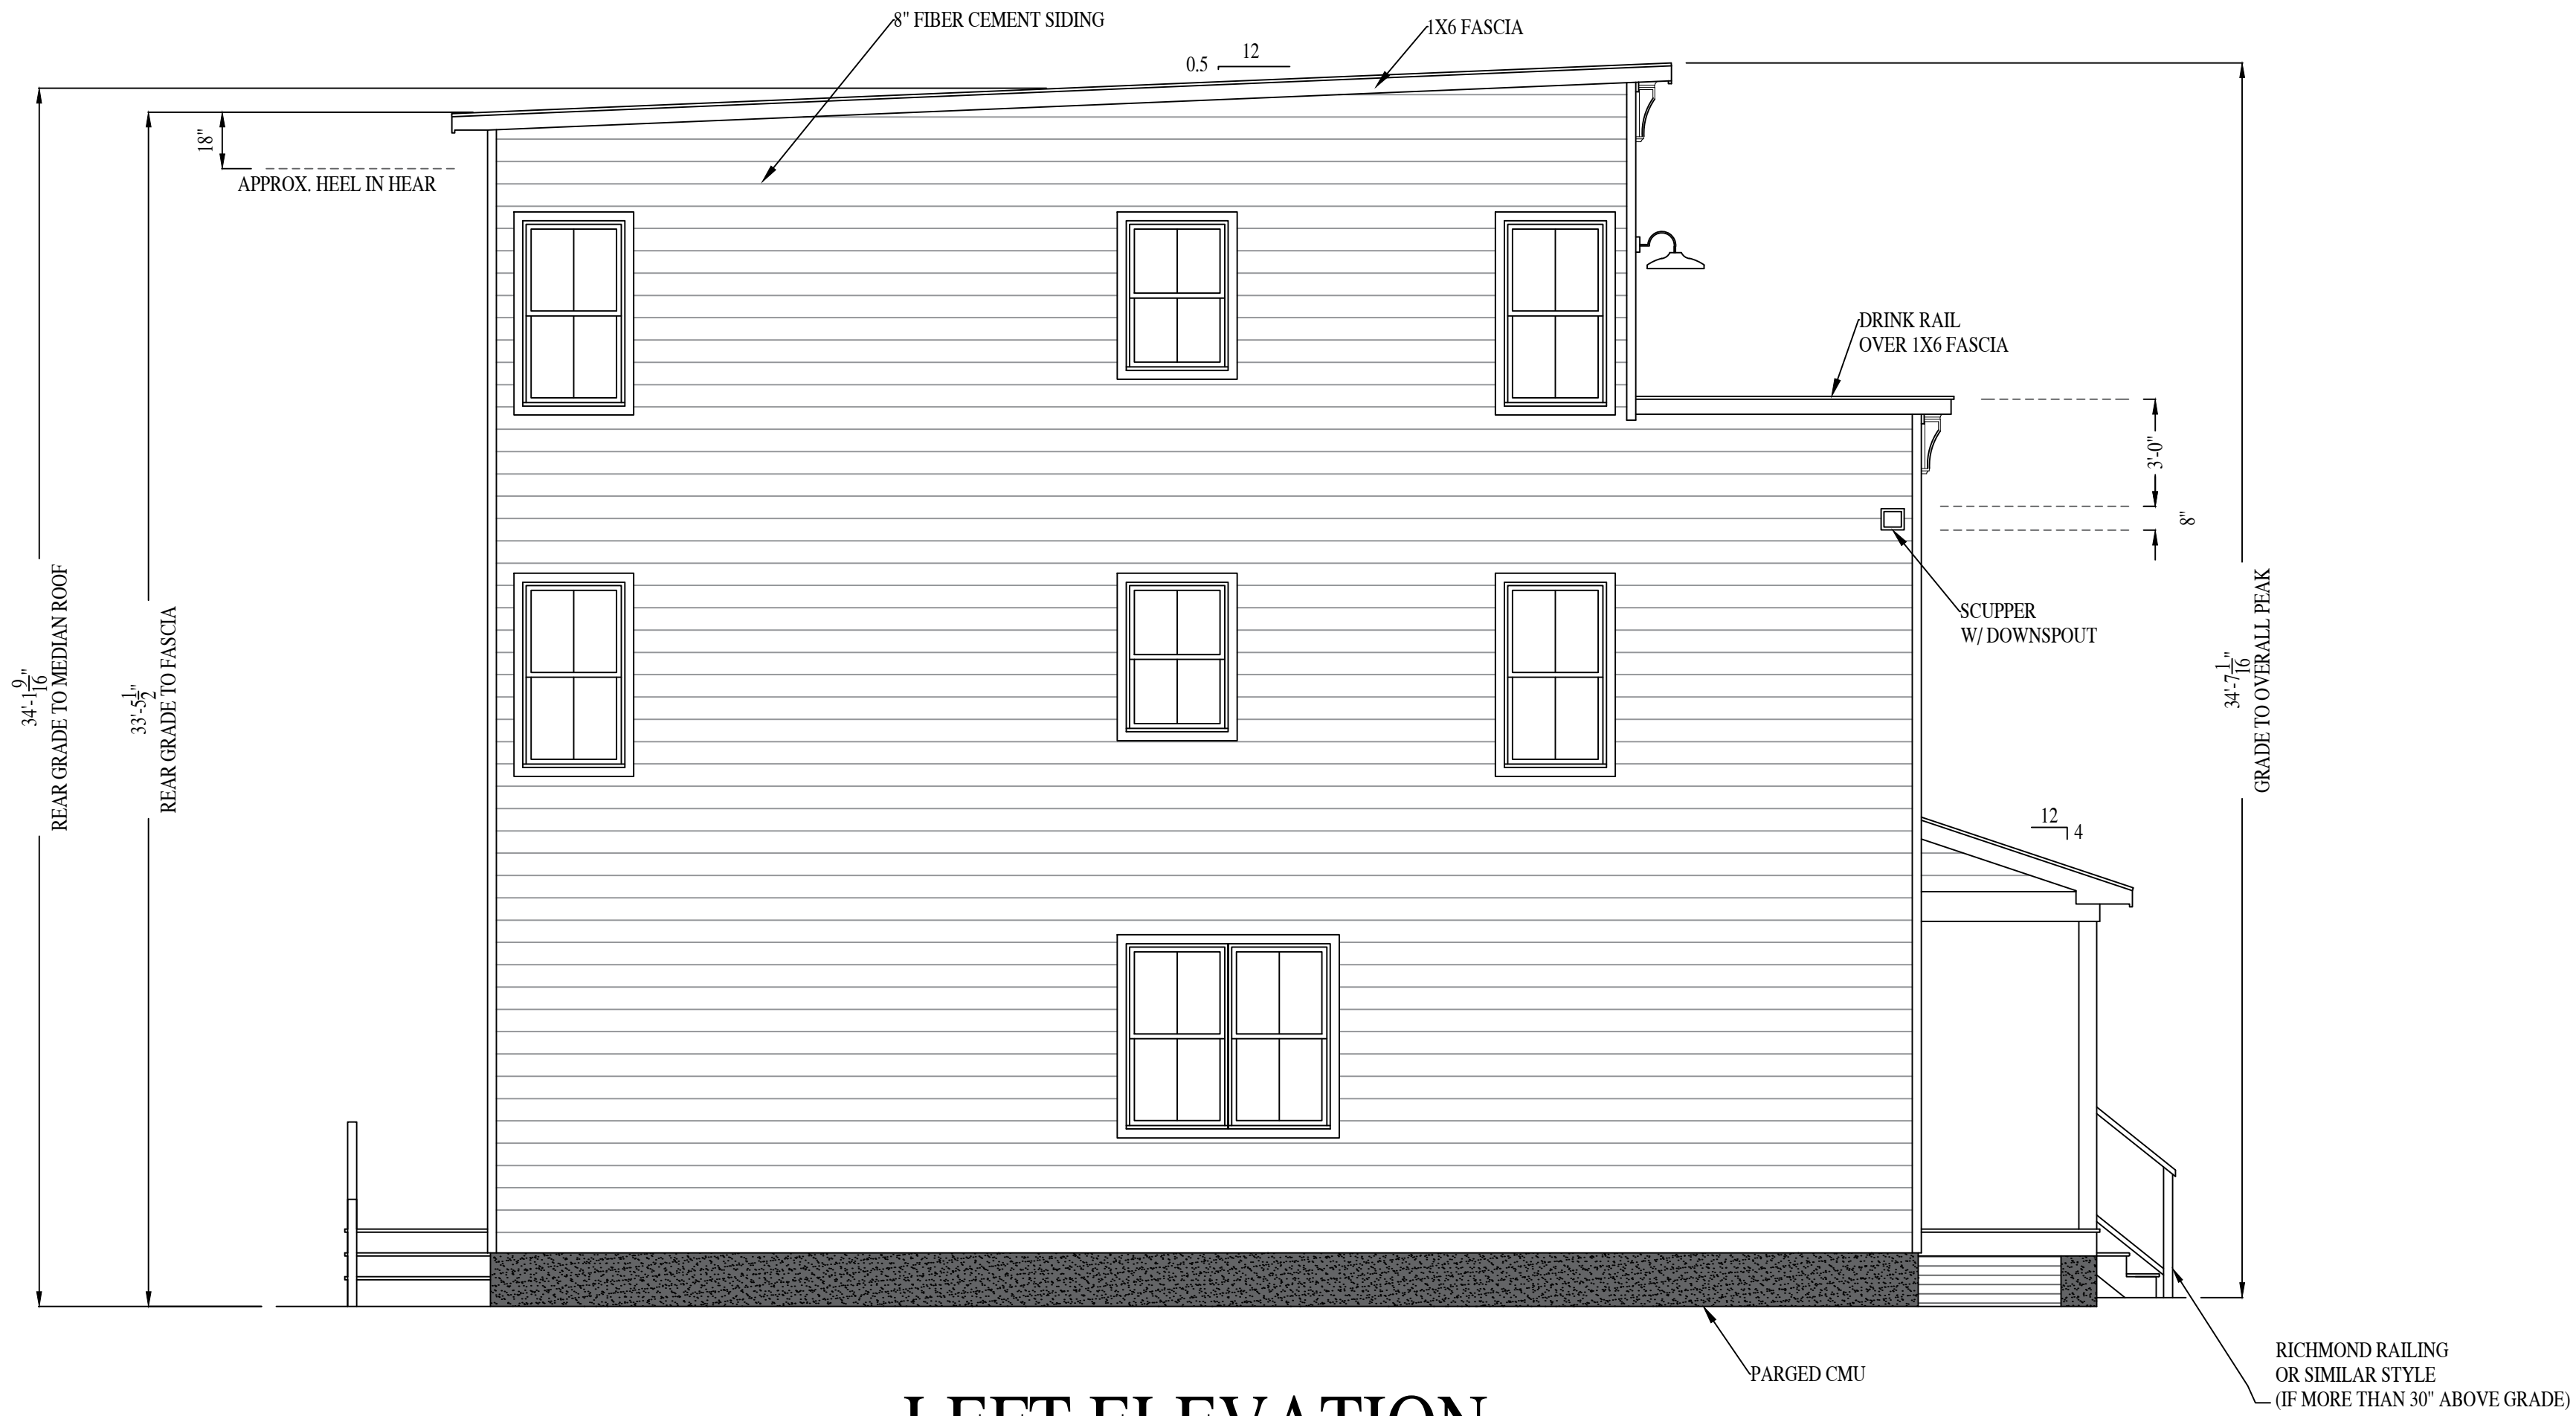 8" FIBER CEMENT SIDING
1X6 FASCIA
12
0.5
18"
APPROX. HEEL IN HEAR
DRINK RAIL
OVER 1X6 FASCIA
3'-0"
8"
SCUPPER
W/ DOWNSPOUT
34'-1 9/16"
REAR GRADE TO MEDIAN ROOF
33'-5 1/2"
REAR GRADE TO FASCIA
34'-7 1/16"
GRADE TO OVERALL PEAK
12
4
PARGED CMU
RICHMOND RAILING
OR SIMILAR STYLE
(IF MORE THAN 30" ABOVE GRADE)
LEFT ELEVATION